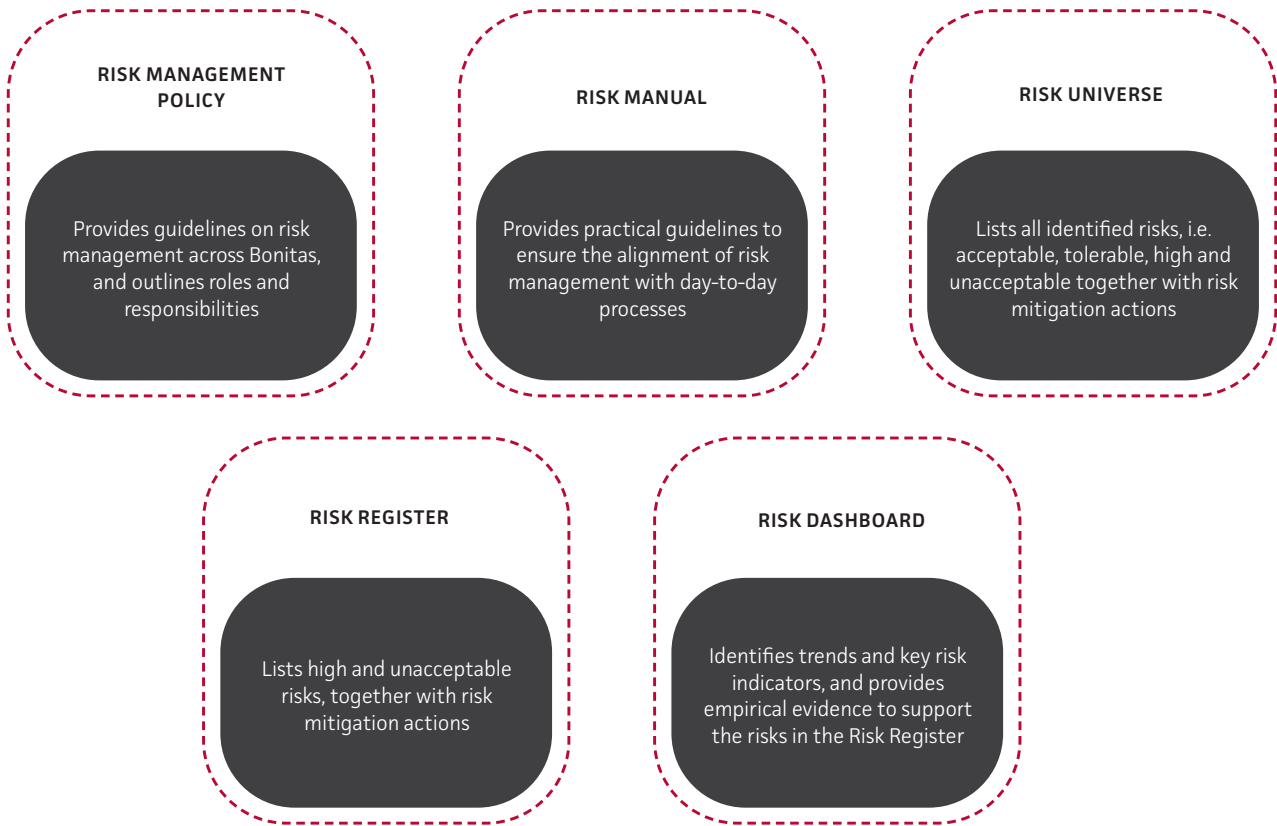 RISK MANAGEMENT
POLICY
Provides guidelines on risk
management across Bonitas,
and outlines roles and
responsibilities
RISK MANUAL
Provides practical guidelines to
ensure the alignment of risk
management with day-to-day
processes
RISK UNIVERSE
Lists all identified risks, i.e.
acceptable, tolerable, high and
unacceptable together with risk
mitigation actions
RISK REGISTER
Lists high and unacceptable
risks, together with risk
mitigation actions
RISK DASHBOARD
Identifies trends and key risk
indicators, and provides
empirical evidence to support
the risks in the Risk Register